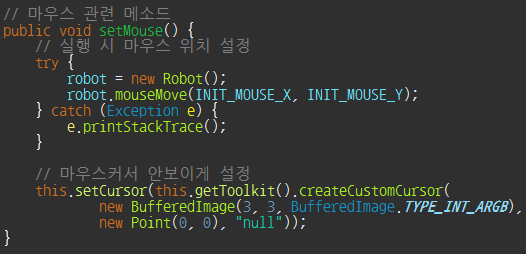 // 마우스 관련 메소드
public void setMouse() {
    // 실행 시 마우스 위치 설정
    try {
        robot = new Robot();
        robot.mouseMove(INIT_MOUSE_X, INIT_MOUSE_Y);
    } catch (Exception e) {
        e.printStackTrace();
    }
    // 마우스커서 안보이게 설정
    this.setCursor(this.getToolkit().createCustomCursor(
            new BufferedImage(3, 3, BufferedImage.TYPE_INT_ARGB),
            new Point(0, 0), "null"));
}